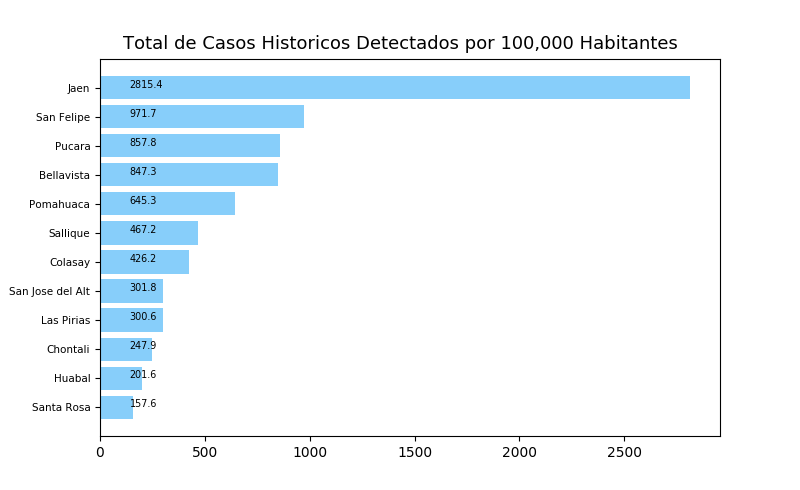 Total de Casos Historicos Detectados por 100,000 Habitantes
Jaen 2815.4
San Felipe 971.7
Pucara 857.8
Bellavista 847.3
Pomahuaca 645.3
Sallique 467.2
Colasay 426.2
San Jose del Alt 301.8
Las Pirias 300.6
Chontali 247.9
Huabal 201.6
Santa Rosa 157.6
0 500 1000 1500 2000 2500